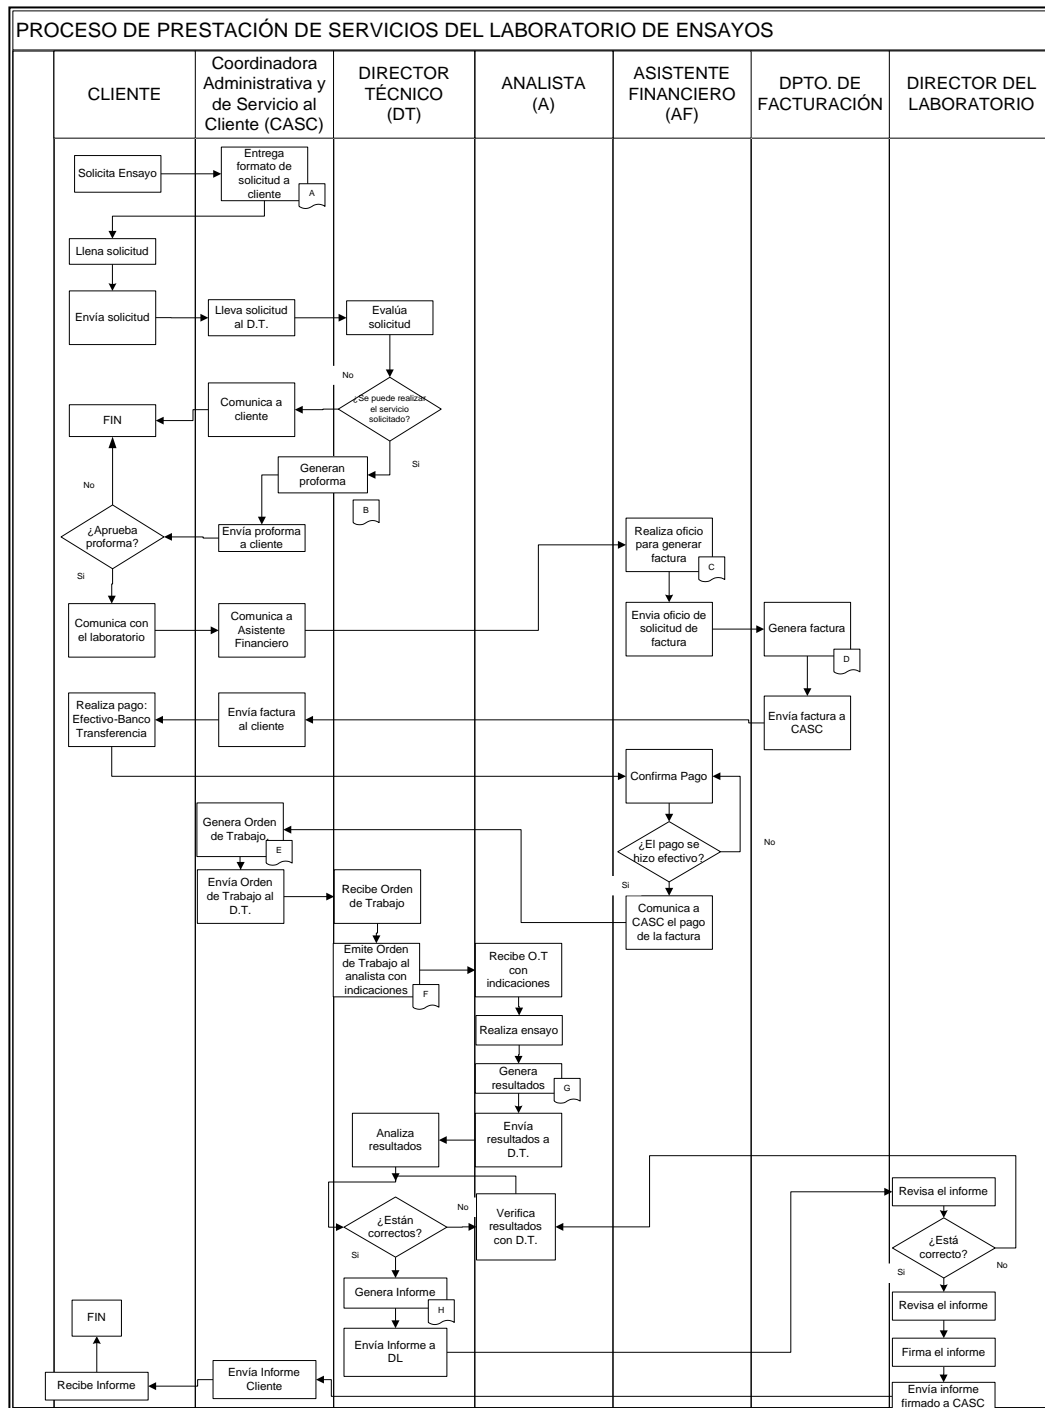 PROCESO DE PRESTACIÓN DE SERVICIOS DEL LABORATORIO DE ENSAYOS
CLIENTE
Coordinadora
Administrativa y
de Servicio al
Cliente (CASC)
DIRECTOR
TÉCNICO
(DT)
ANALISTA
(A)
ASISTENTE
FINANCIERO
(AF)
DPTO. DE
FACTURACIÓN
DIRECTOR DEL
LABORATORIO
Solicita Ensayo
Entrega
formato de
solicitud a
cliente
A
Llena solicitud
Envía solicitud
Lleva solicitud
al D.T.
Evalúa
solicitud
No
¿Se puede realizar
el servicio
solicitado?
Comunica a
cliente
FIN
Si
Generan
proforma
B
No
¿Aprueba
proforma?
Envía proforma
a cliente
Realiza oficio
para generar
factura
C
Si
Comunica con
el laboratorio
Comunica a
Asistente
Financiero
Envia oficio de
solicitud de
factura
Genera factura
D
Realiza pago:
Efectivo-Banco
Transferencia
Envía factura
al cliente
Envía factura a
CASC
Confirma Pago
Genera Orden
de Trabajo,
E
¿El pago se
hizo efectivo?
No
Si
Envía Orden
de Trabajo al
D.T.
Recibe Orden
de Trabajo
Comunica a
CASC el pago
de la factura
Emite Orden
de Trabajo al
analista con
indicaciones
F
Recibe O.T
con
indicaciones
Realiza ensayo
Genera
resultados
G
Analiza
resultados
Envía
resultados a
D.T.
Revisa el informe
¿Están
correctos?
No
Si
Verifica
resultados
con D.T.
¿Está
correcto?
Si
No
Genera Informe
H
Revisa el informe
FIN
Envía Informe a
DL
Firma el informe
Recibe Informe
Envía Informe
Cliente
Envía informe
firmado a CASC